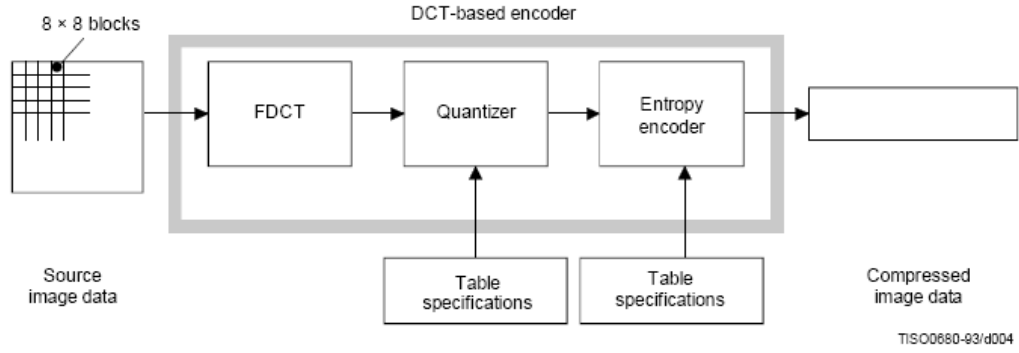 DCT-based encoder
8 × 8 blocks
FDCT
Quantizer
Entropy
encoder
Source
image data
Table
specifications
Table
specifications
Compressed
image data
TISO0680-93/d004